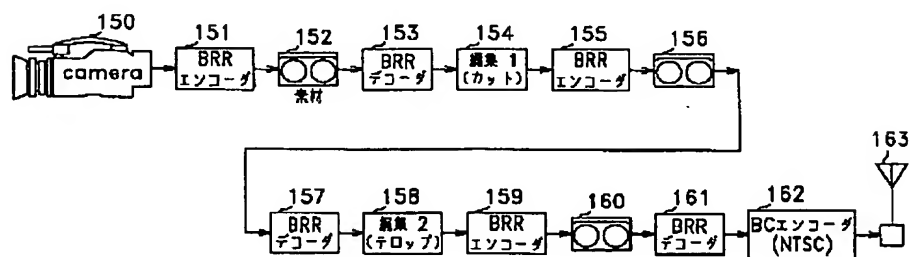 150
151
152
153
154
155
156
camera
BRR
エンコーダ
素材
BRR
デコーダ
編集 1
(カット)
BRR
エンコーダ
157
158
159
160
161
162
163
BRR
デコーダ
編集 2
(テロップ)
BRR
エンコーダ
BRR
デコーダ
BCエンコーダ
(NTSC)